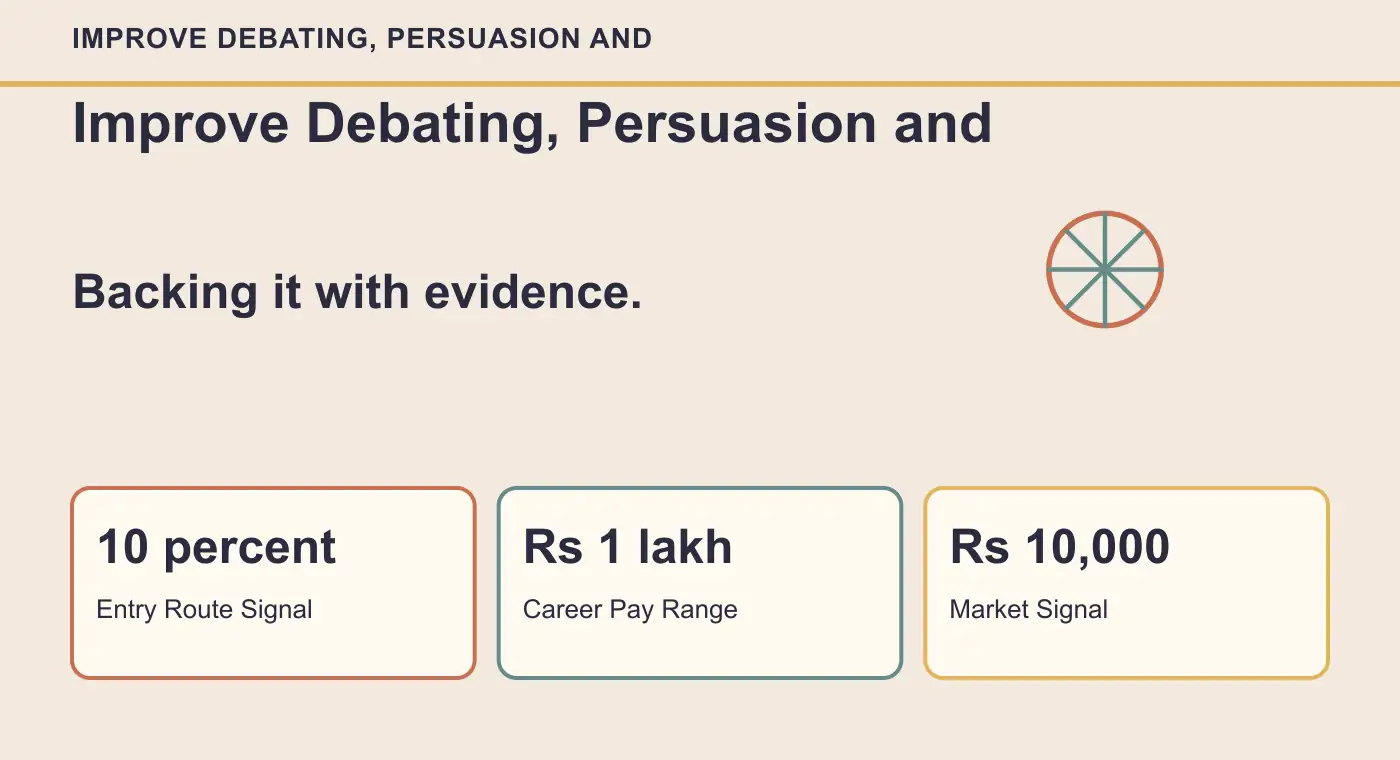 IMPROVE DEBATING, PERSUASION AND
Improve Debating, Persuasion and
Backing it with evidence.
10 percent
Entry Route Signal
Rs 1 lakh
Career Pay Range
Rs 10,000
Market Signal